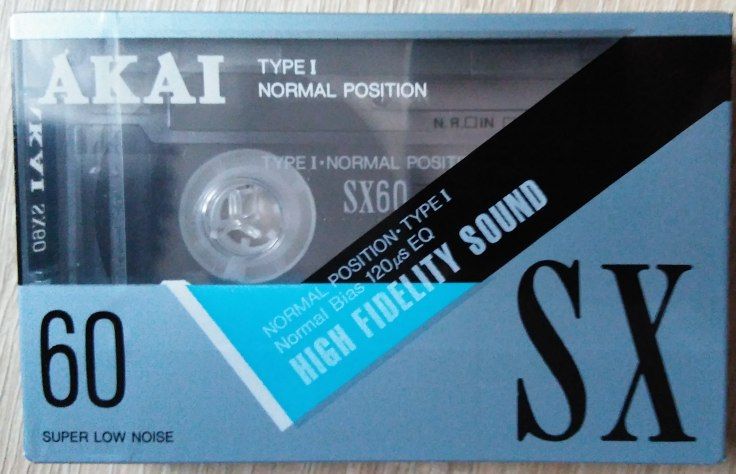 AKAI
TYPE I
NORMAL POSITION
N.R.☐IN
TYPE I•NORMAL
SX60
AKAI SX60
NORMAL POSITION•TYPE I
Normal Bias 120µs EQ
HIGH FIDELITY SOUND
60
SUPER LOW NOISE
SX